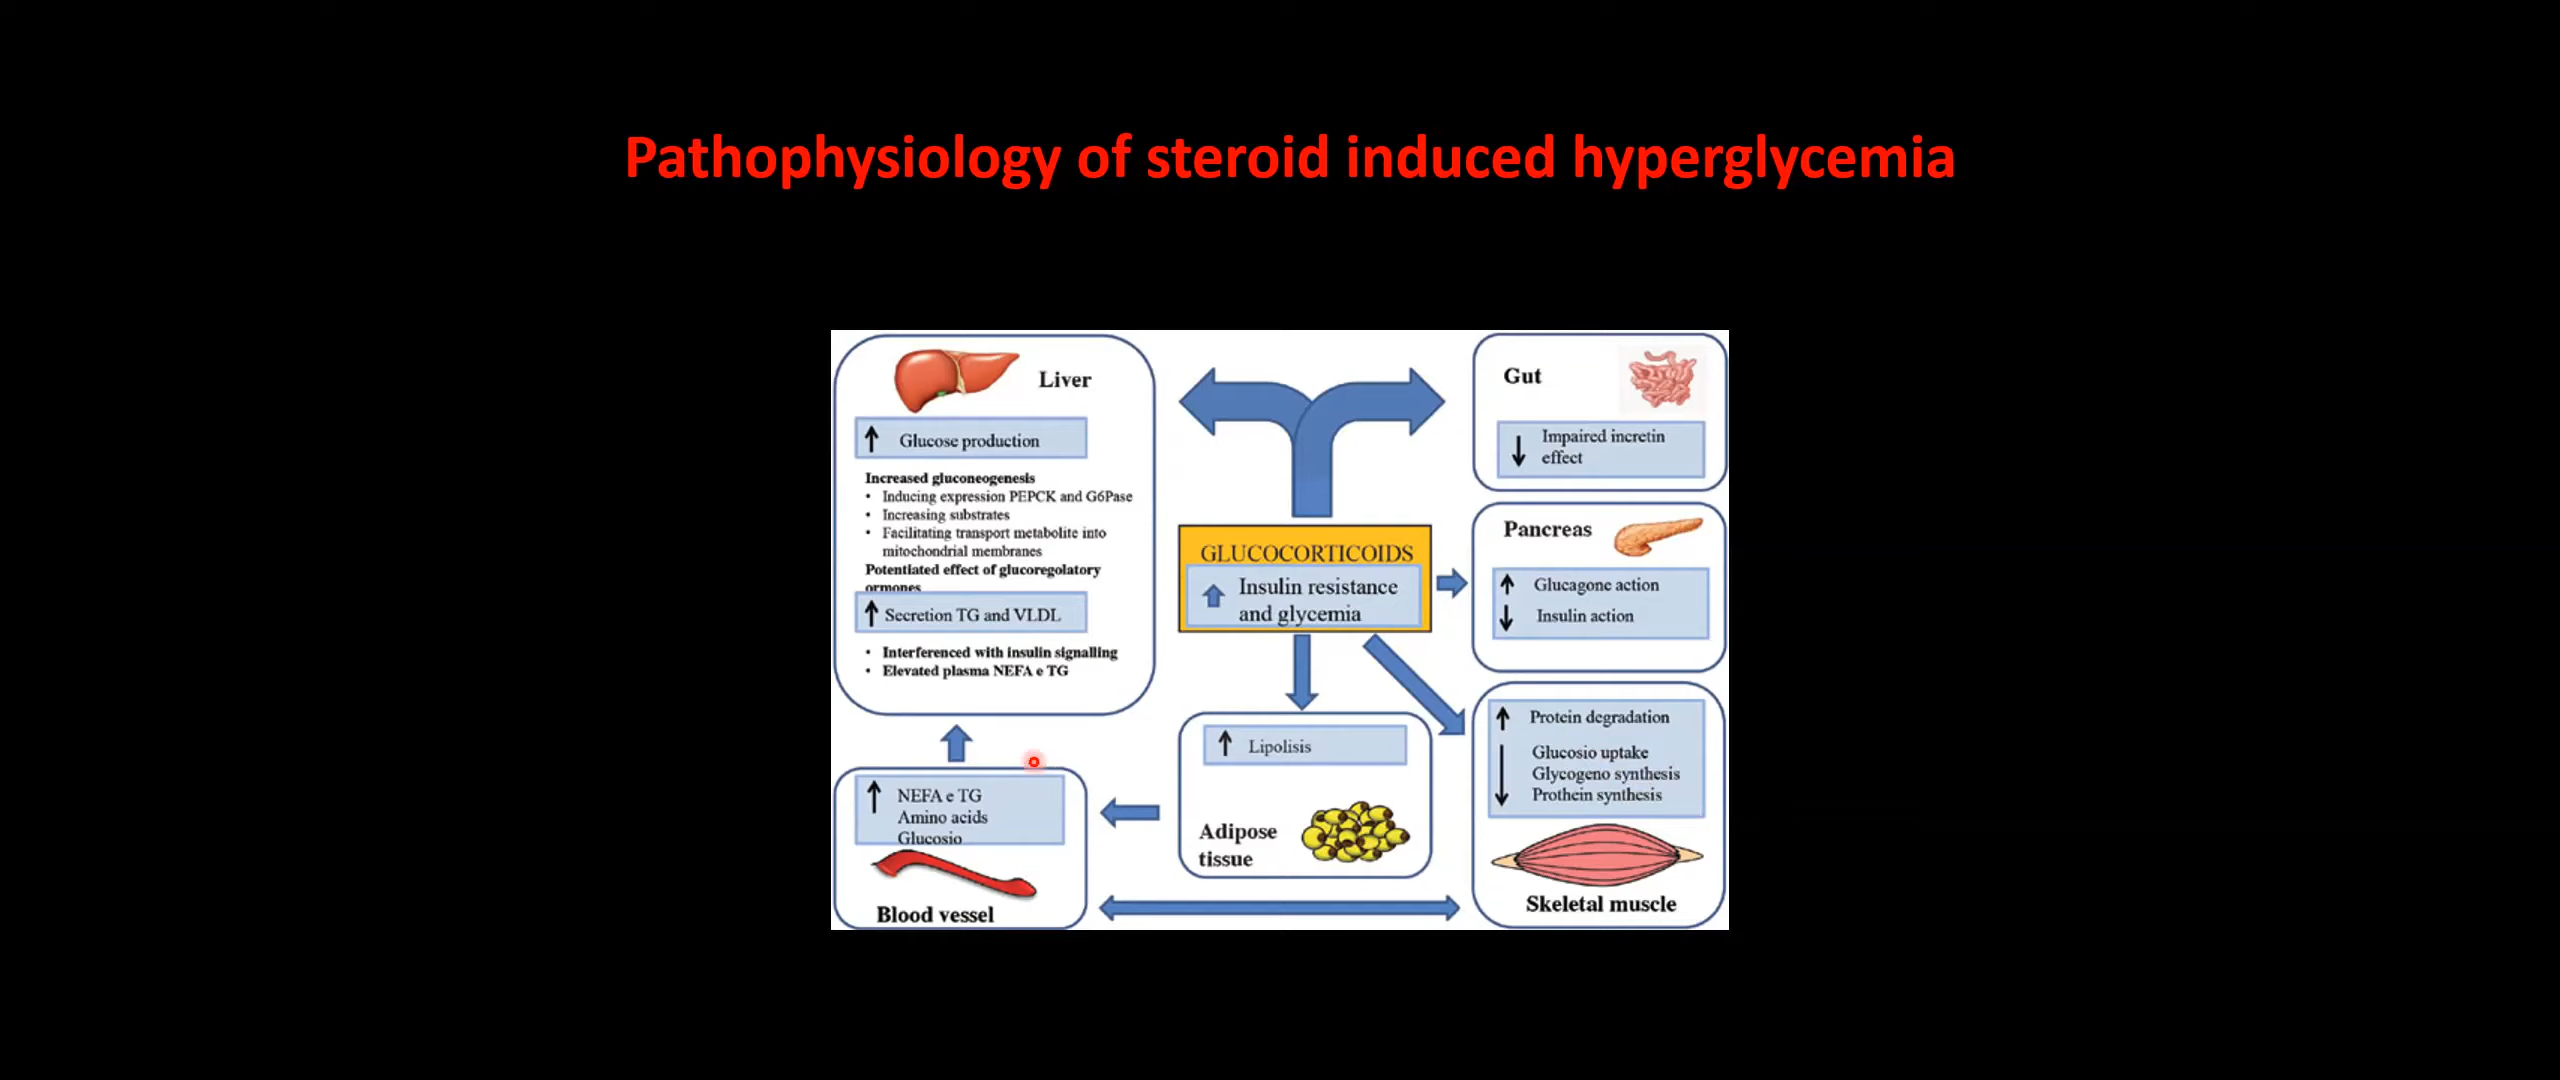 Pathophysiology of steroid induced hyperglycemia
Liver
Glucose production
Increased gluconeogenesis
• Inducing expression PEPCK and G6Pase
• Increasing substrates
• Facilitating transport metabolite into
mitochondrial membranes
Potentiated effect of glucoregolatory
ormones
Secretion TG and VLDL
• Interferenced with insulin signalling
• Elevated plasma NEFA e TG
NEFA e TG
Amino acids
Glucosio
Blood vessel
GLUCOCORTICOIDS
Insulin resistance
and glycemia
Lipolisis
Adipose
tissue
Gut
Impaired incretin
effect
Pancreas
Glucagone action
Insulin action
Protein degradation
Glucosio uptake
Glycogeno synthesis
Prothein synthesis
Skeletal muscle